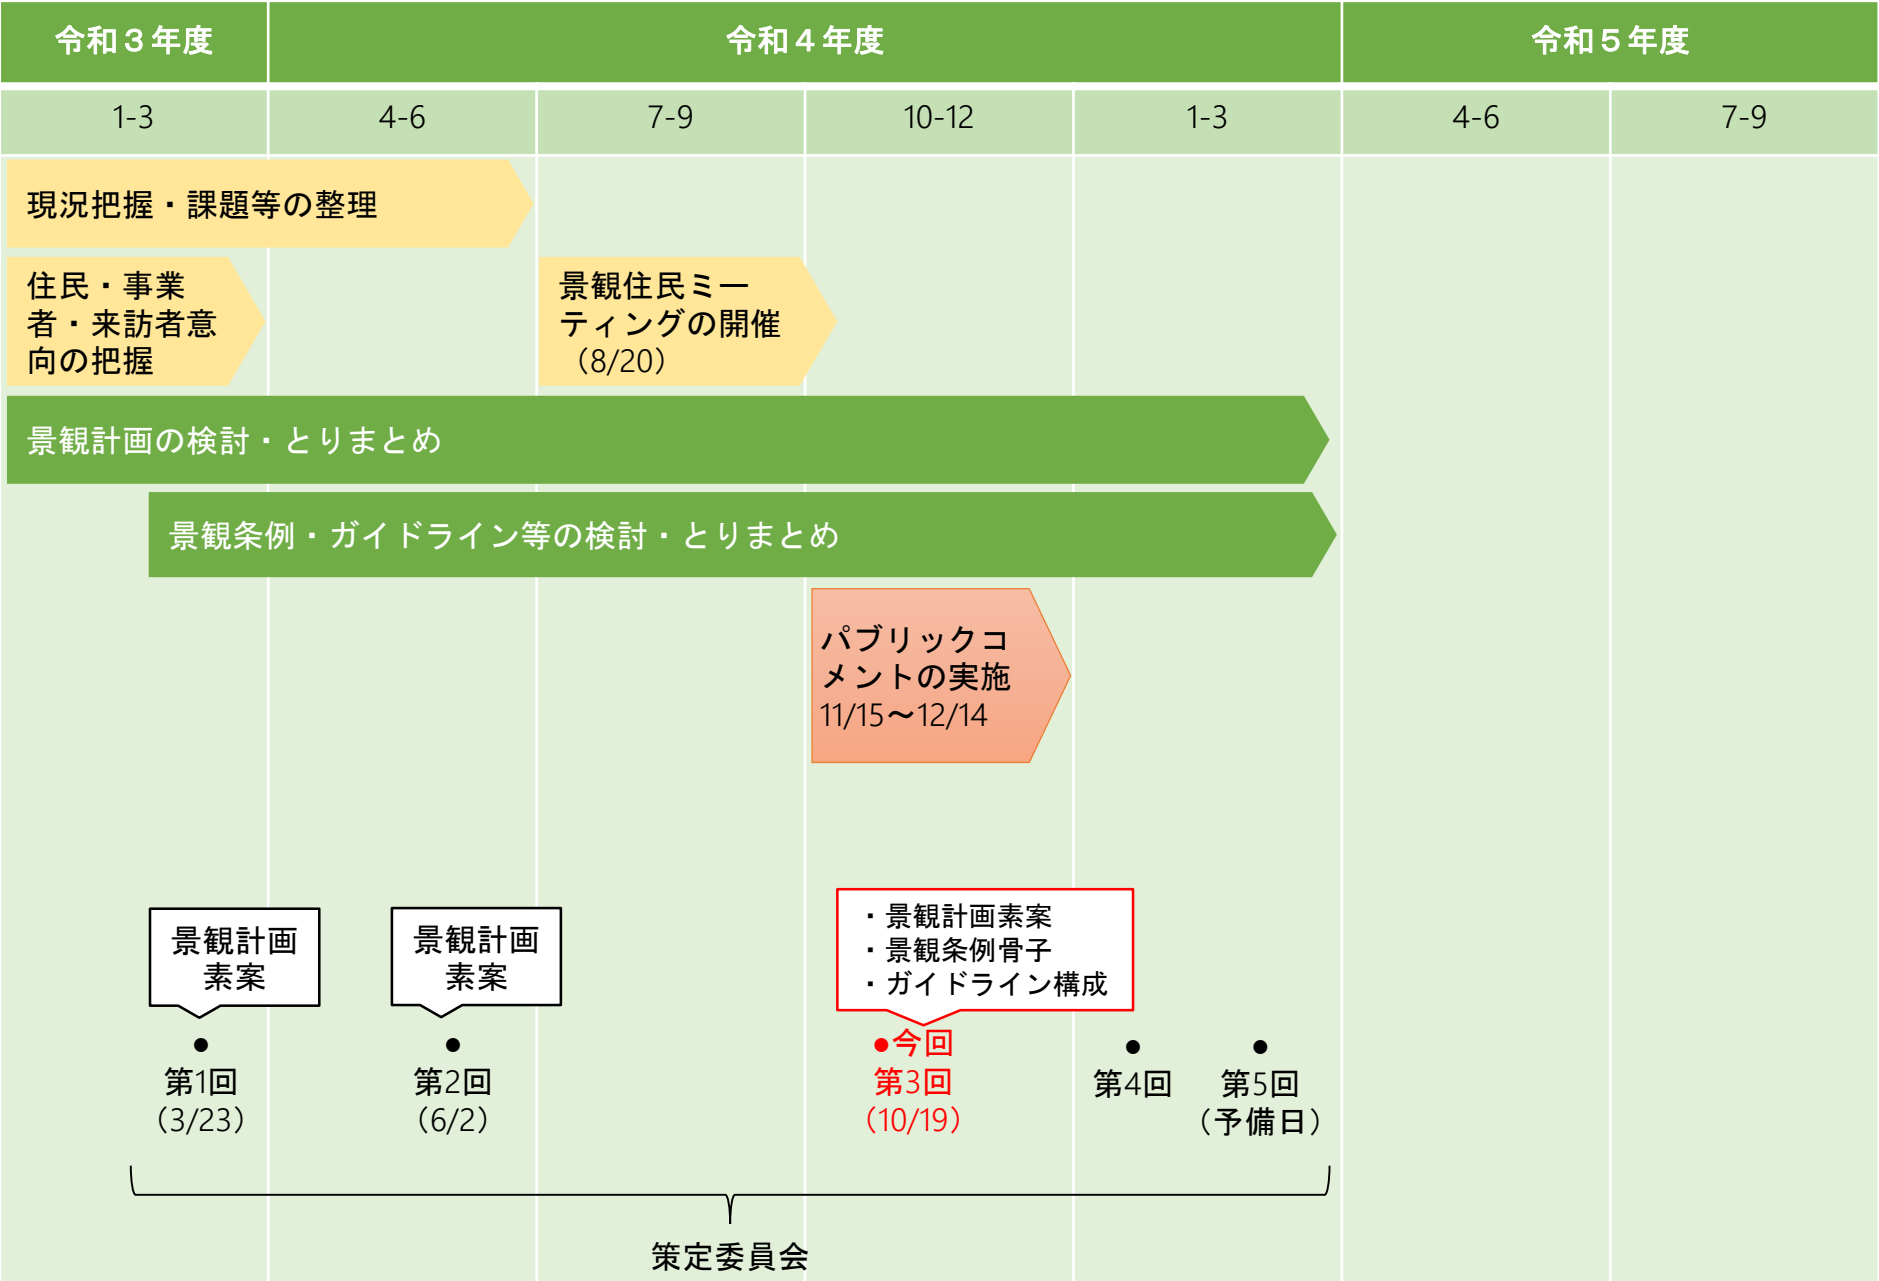 令和３年度
令和４年度
令和５年度
1-3
4-6
7-9
10-12
1-3
4-6
7-9
現況把握・課題等の整理
住民・事業
者・来訪者意
向の把握
景観住民ミー
ティングの開催
（8/20）
景観計画の検討・とりまとめ
景観条例・ガイドライン等の検討・とりまとめ
パブリックコ
メントの実施
11/15～12/14
景観計画
素案
景観計画
素案
・景観計画素案
・景観条例骨子
・ガイドライン構成
●
第1回
（3/23）
●
第2回
（6/2）
●今回
第3回
（10/19）
●
第4回
●
第5回
（予備日）
策定委員会